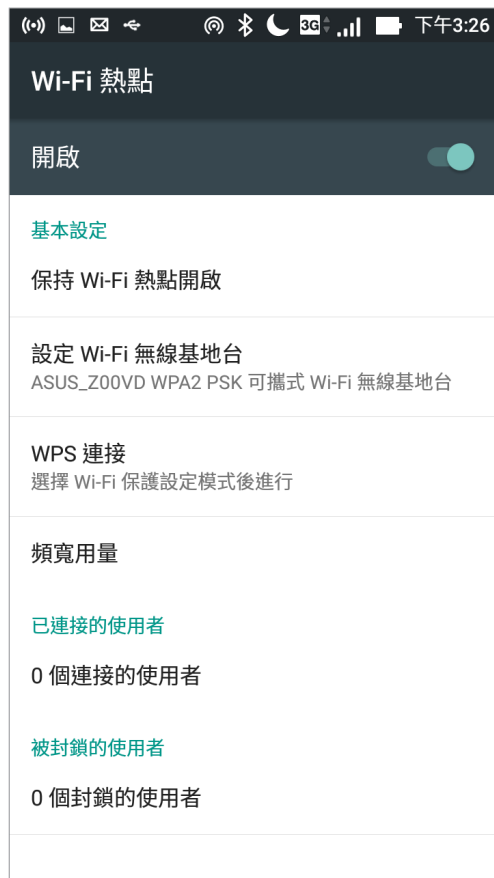 3G 下午3:26
Wi-Fi 熱點
開啟
基本設定
保持 Wi-Fi 熱點開啟
設定 Wi-Fi 無線基地台
ASUS_Z00VD WPA2 PSK 可攜式 Wi-Fi 無線基地台
WPS 連接
選擇 Wi-Fi 保護設定模式後進行
頻寬用量
已連接的使用者
0 個連接的使用者
被封鎖的使用者
0 個封鎖的使用者